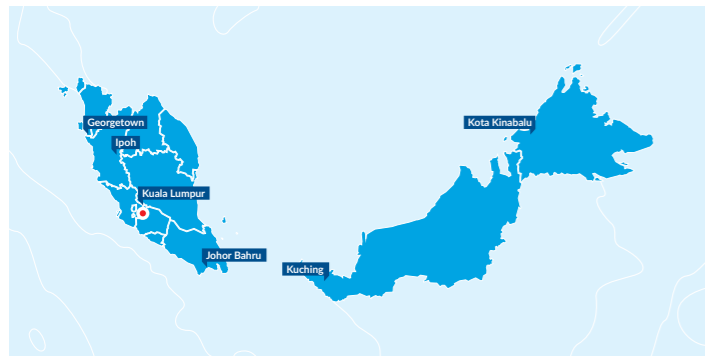 Georgetown
Kota Kinabalu
Ipoh
Kuala Lumpur
Johor Bahru
Kuching